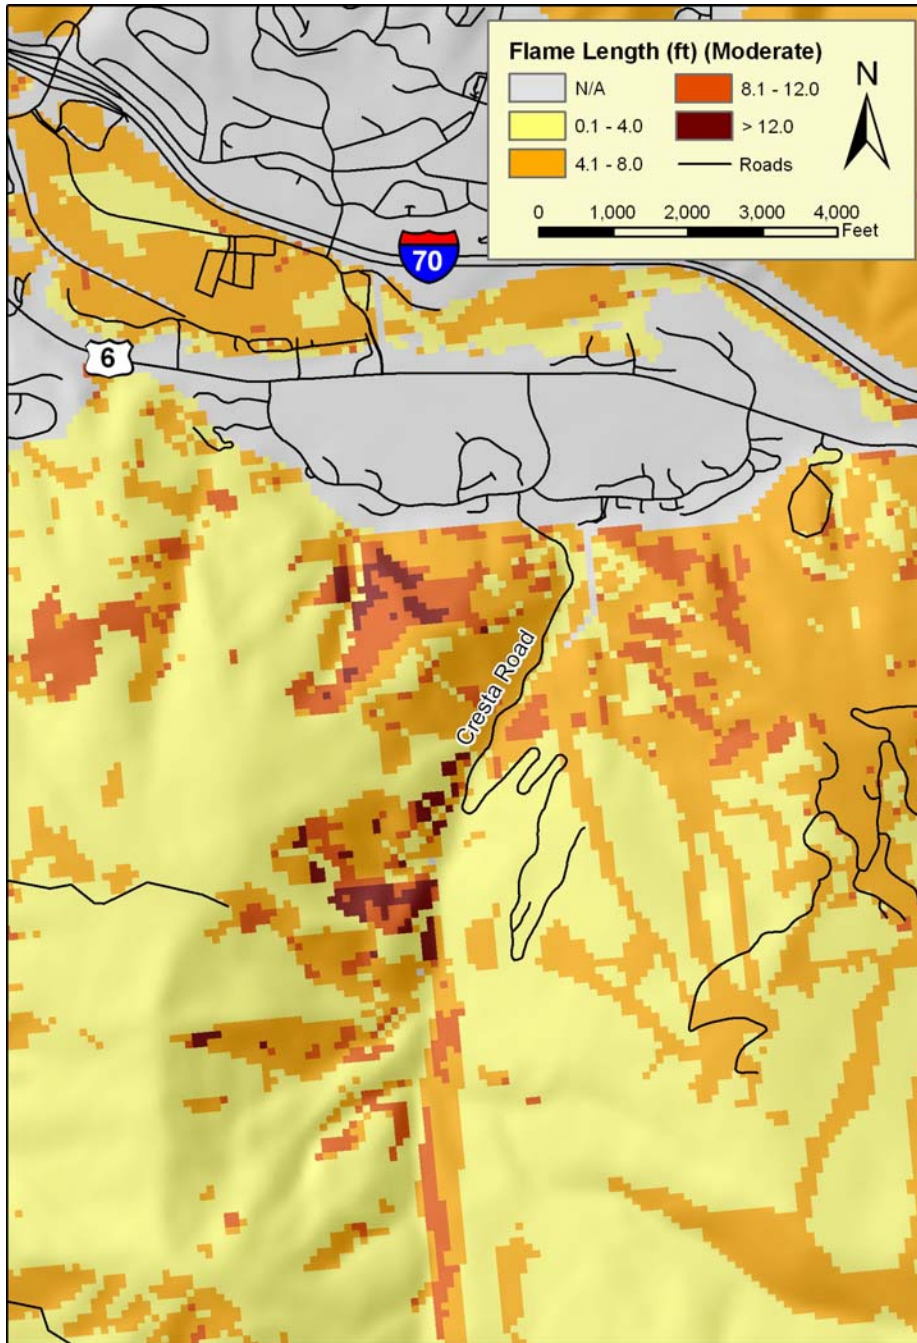 Flame Length (ft) (Moderate)
N/A
8.1 - 12.0
0.1 - 4.0
> 12.0
4.1 - 8.0
Roads
N
0 1,000 2,000 3,000 4,000
Feet
70
6
Cresta Road